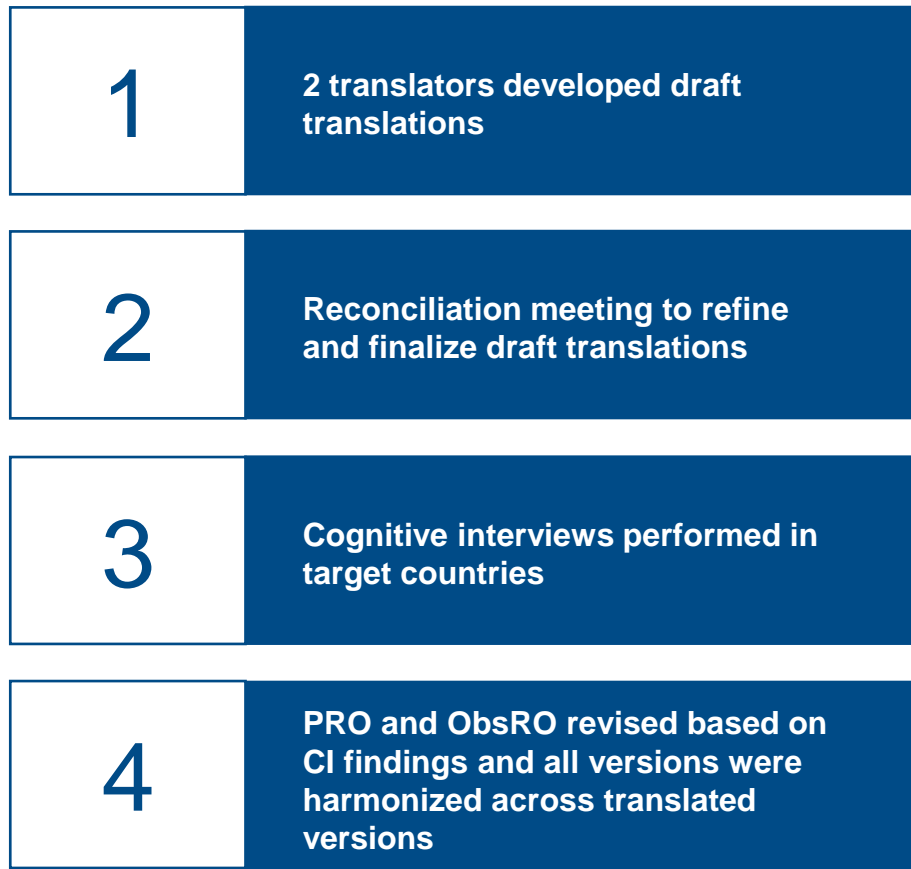 1
2 translators developed draft
translations
2
Reconciliation meeting to refine
and finalize draft translations
3
Cognitive interviews performed in
target countries
4
PRO and ObsRO revised based on
CI findings and all versions were
harmonized across translated
versions